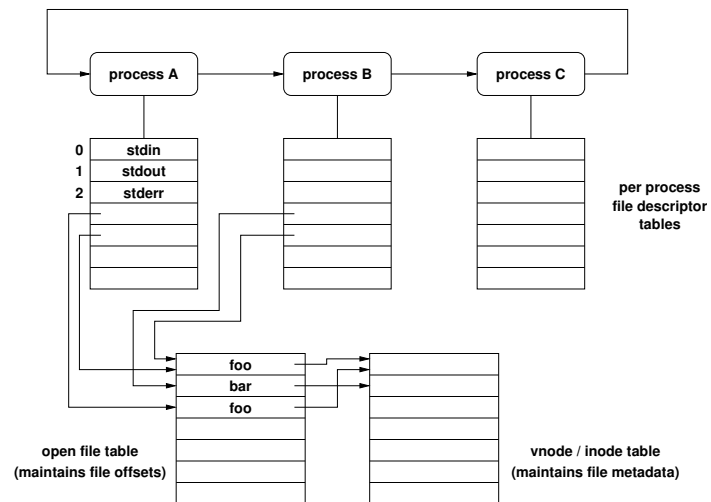 process A
process B
process C
0
stdin
1
stdout
2
stderr
per process
file descriptor
tables
foo
bar
foo
open file table
(maintains file offsets)
vnode / inode table
(maintains file metadata)